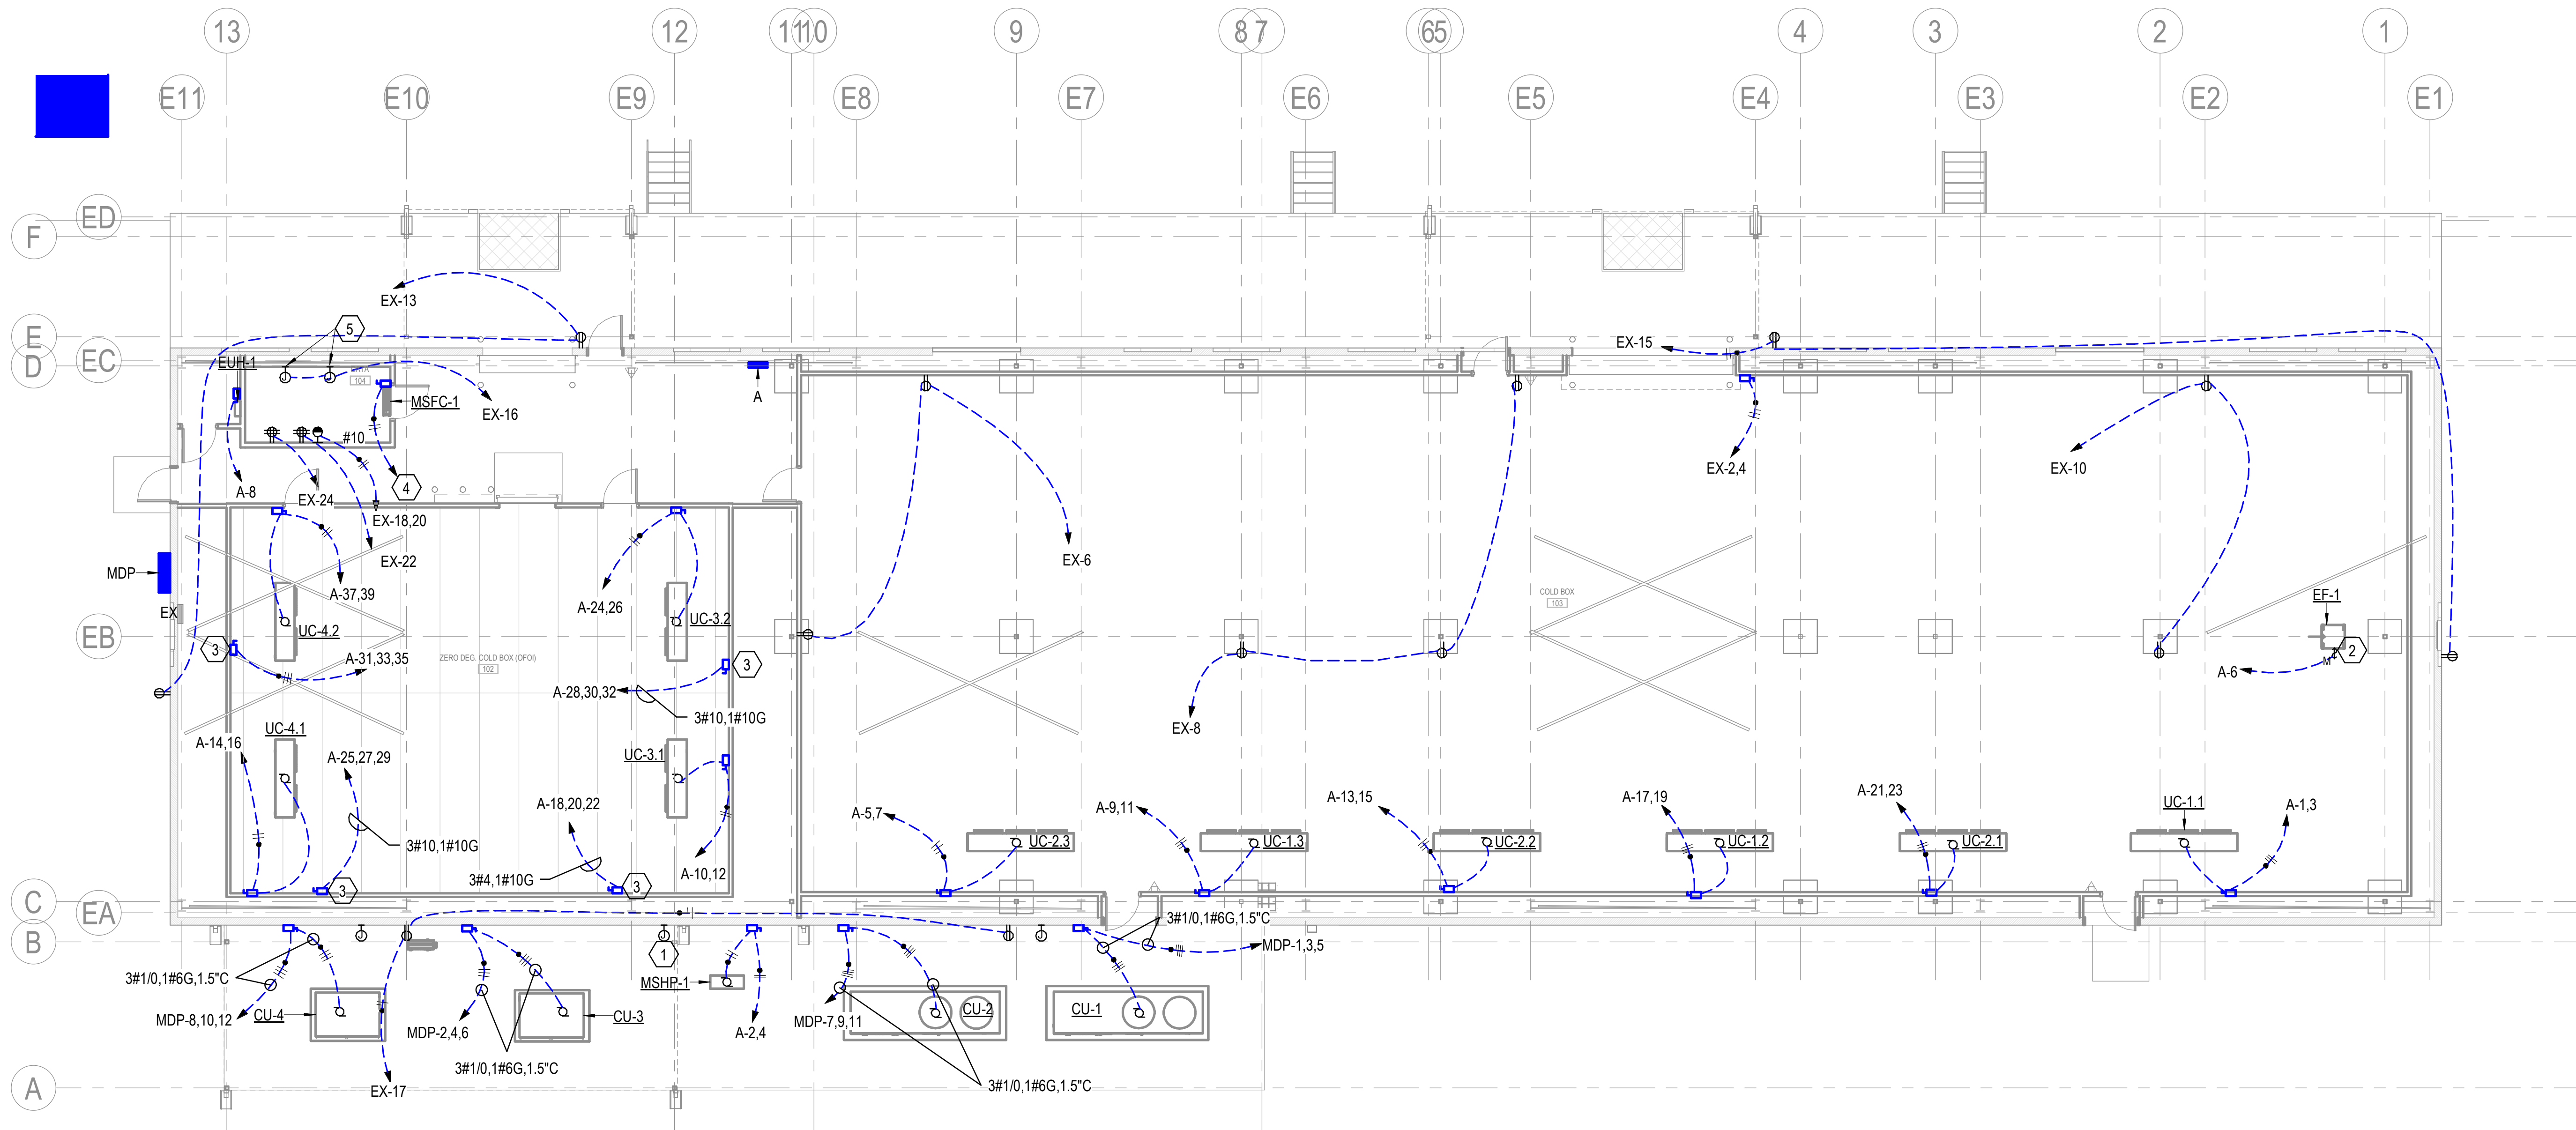 13
12
11
10
9
8
7
6
5
4
3
2
1
E11
E10
E9
E8
E7
E6
E5
E4
E3
E2
E1
ED
F
EX-13
E
D
EC
5
EX-15
EUH-1
104
MSFC-1
A
EX-16
#10
A-8
EX-24
4
EX-2,4
EX-10
EX-18,20
EX-22
EX-6
MDP
A-37,39
A-24,26
COLD BOX
103
EX
UC-4.2
UC-3.2
EF-1
EB
3
A-31,33,35
ZERO DEG. COLD BOX (OFOI)
102
3
2
M
A-28,30,32
A-6
3#10,1#10G
EX-8
UC-4.1
A-14,16
A-25,27,29
UC-3.1
A-18,20,22
A-5,7
A-9,11
A-13,15
A-17,19
A-21,23
UC-1.1
A-1,3
3#10,1#10G
UC-2.3
UC-1.3
UC-2.2
UC-1.2
UC-2.1
A-10,12
3#4,1#10G
3
3
C
EA
3#1/0,1#6G,1.5"C
B
1
MDP-1,3,5
3#1/0,1#6G,1.5"C
MSHP-1
CU-4
CU-3
CU-2
CU-1
MDP-8,10,12
MDP-2,4,6
A-2,4
MDP-7,9,11
3#1/0,1#6G,1.5"C
3#1/0,1#6G,1.5"C
A
EX-17